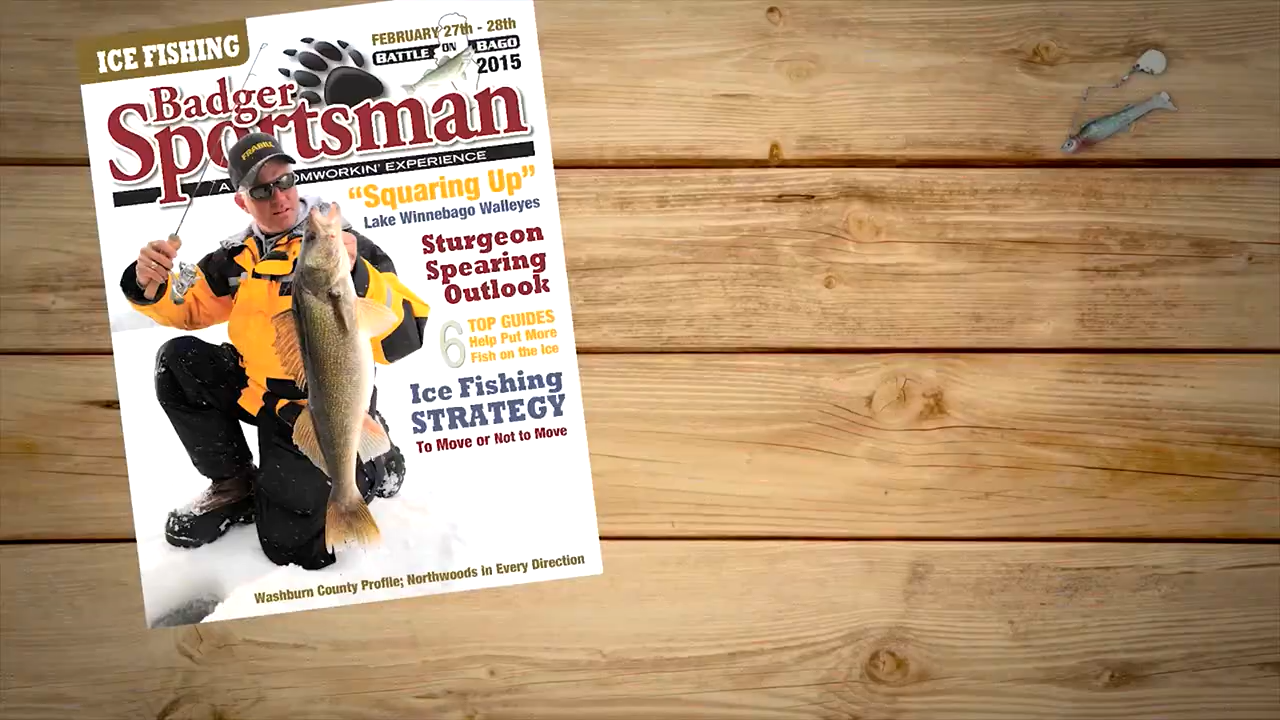 ICE FISHING
FEBRUARY 27th - 28th
BATTLE ON BAGO
2015
Badger
Sportsman
A OMWORKIN' EXPERIENCE
FRABILL
"Squaring Up"
Lake Winnebago Walleyes
Sturgeon
Spearing
Outlook
6 TOP GUIDES
Help Put More
Fish on the Ice
Ice Fishing
STRATEGY
To Move or Not to Move
Washburn County Profile; Northwoods in Every Direction